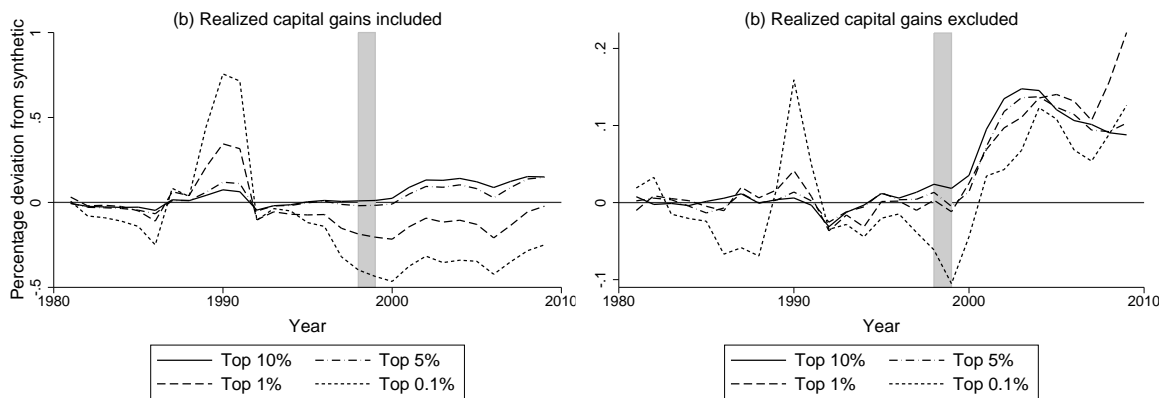 (b) Realized capital gains included
Percentage deviation from synthetic
1
.5
0
-.5
1980 1990 2000 2010
Year
Top 10% Top 5%
Top 1% Top 0.1%
(b) Realized capital gains excluded
.2
.1
0
-.1
1980 1990 2000 2010
Year
Top 10% Top 5%
Top 1% Top 0.1%